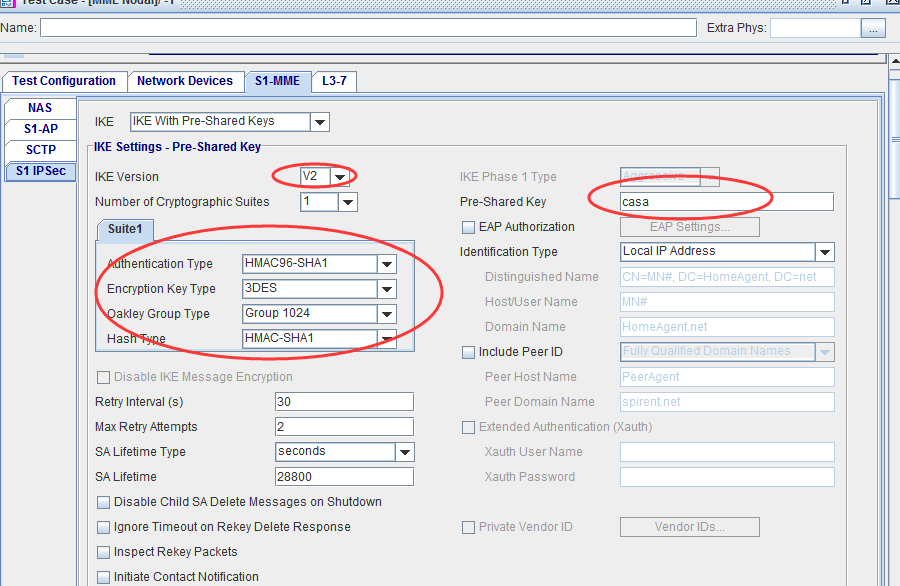 Test Case - [MME Nodal]/ -1
Name:
Extra Phys:
...
Test Configuration
Network Devices
S1-MME
L3-7
NAS
S1-AP
SCTP
S1 IPSec
IKE
IKE With Pre-Shared Keys
IKE Settings - Pre-Shared Key
IKE Version
V2
Number of Cryptographic Suites
1
Suite1
Authentication Type
HMAC96-SHA1
Encryption Key Type
3DES
Oakley Group Type
Group 1024
Hash Type
HMAC-SHA1
Disable IKE Message Encryption
Retry Interval (s)
30
Max Retry Attempts
2
SA Lifetime Type
seconds
SA Lifetime
28800
Disable Child SA Delete Messages on Shutdown
Ignore Timeout on Rekey Delete Response
Inspect Rekey Packets
Initiate Contact Notification
IKE Phase 1 Type
Aggressive
Pre-Shared Key
casa
EAP Authorization
EAP Settings...
Identification Type
Local IP Address
Distinguished Name
CN=MN#, DC=HomeAgent, DC=net
Host/User Name
MN#
Domain Name
HomeAgent.net
Include Peer ID
Fully Qualified Domain Names
Peer Host Name
PeerAgent
Peer Domain Name
spirent.net
Extended Authentication (Xauth)
Xauth User Name
Xauth Password
Private Vendor ID
Vendor IDs...